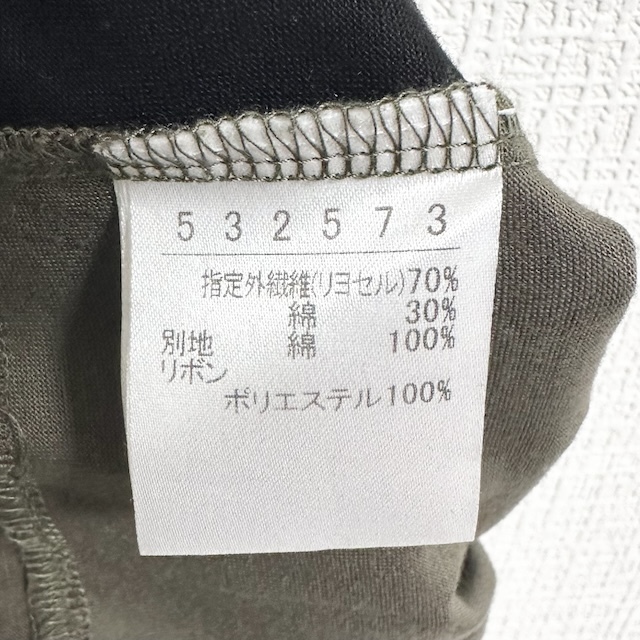 532573
指定外繊維(リヨセル)70%
綿 30%
別地 綿 100%
リボン
ポリエステル100%